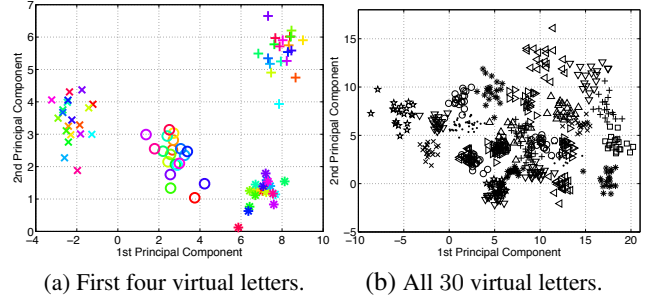 7
6
5
4
3
2
1
0
−4 −2 0 2 4 6 8 10
2nd Principal Component
1st Principal Component
(a) First four virtual letters.
15
10
5
0
−5
−10 −5 0 5 10 15 20
2nd Principal Component
1st Principal Component
(b) All 30 virtual letters.